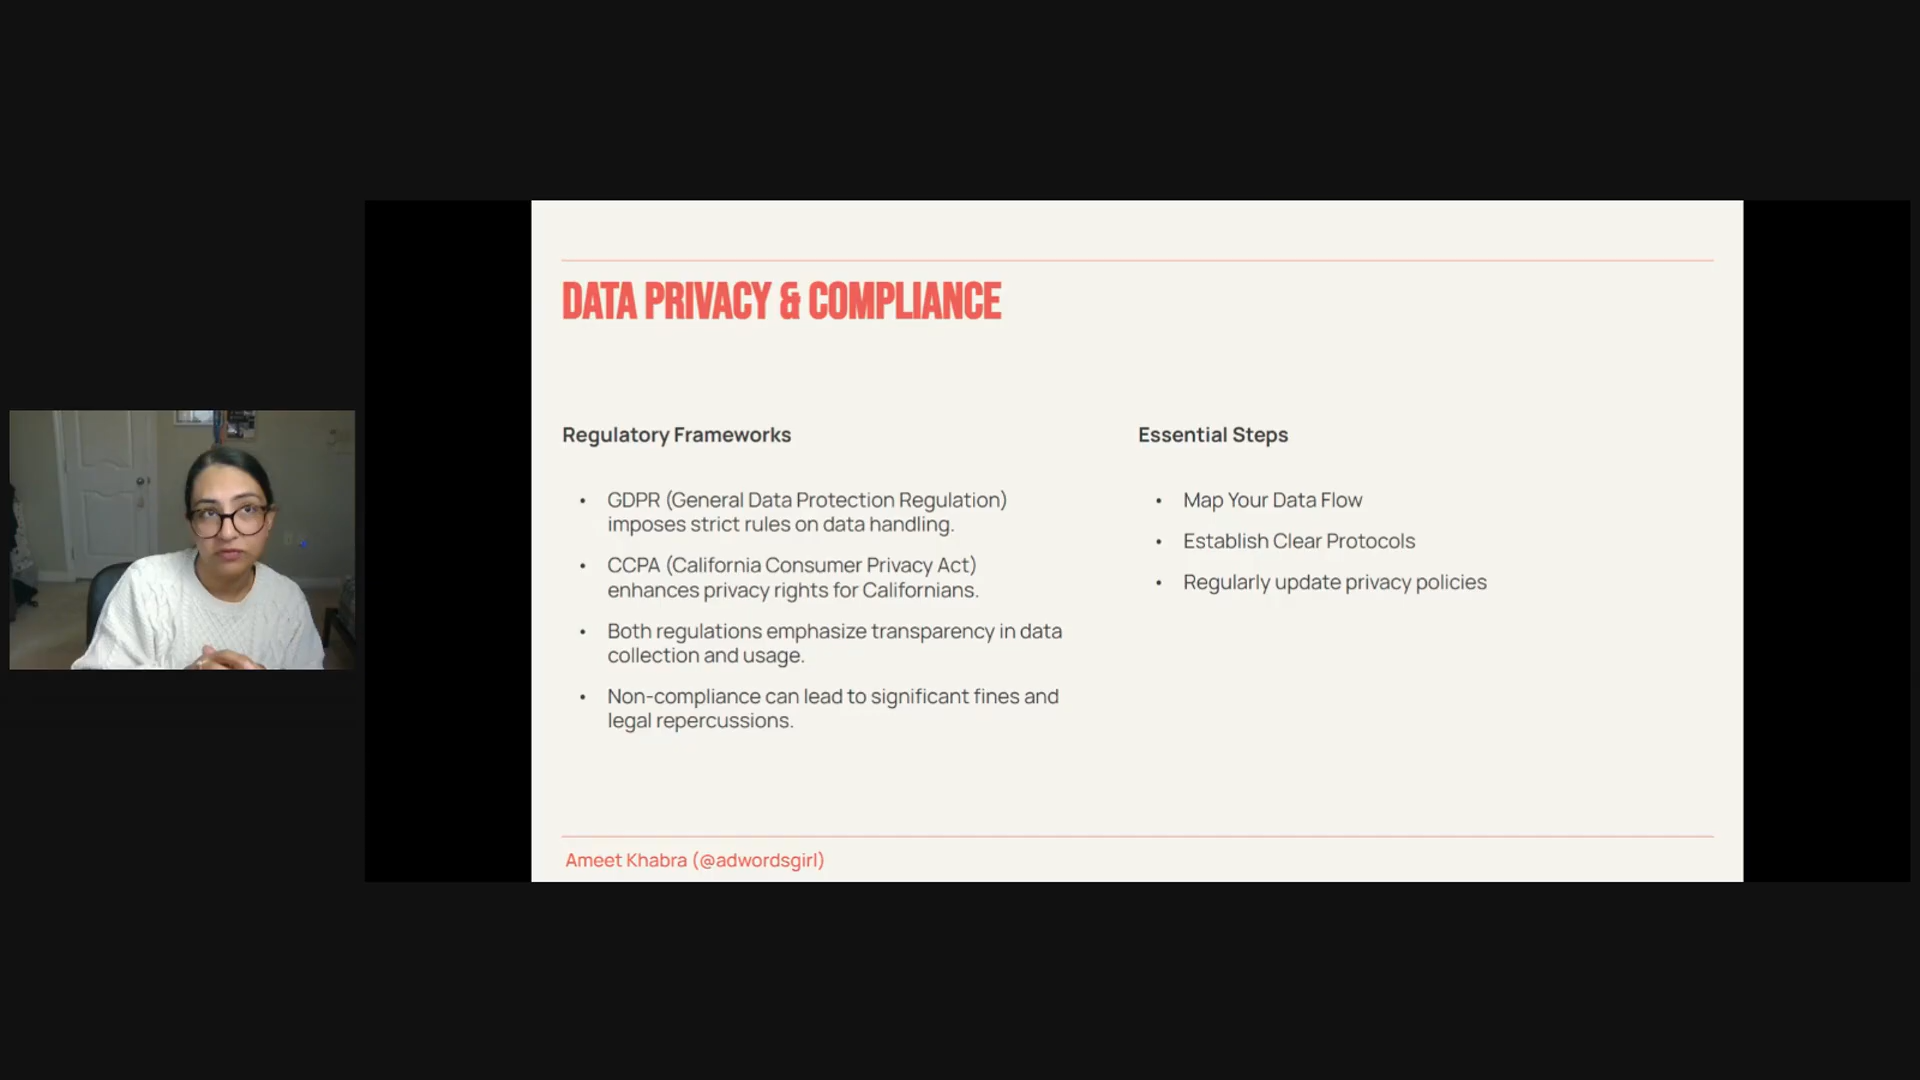 DATA PRIVACY & COMPLIANCE
Regulatory Frameworks
• GDPR (General Data Protection Regulation)
imposes strict rules on data handling.
• CCPA (California Consumer Privacy Act)
enhances privacy rights for Californians.
• Both regulations emphasize transparency in data
collection and usage.
• Non-compliance can lead to significant fines and
legal repercussions.
Essential Steps
• Map Your Data Flow
• Establish Clear Protocols
• Regularly update privacy policies
Ameet Khabra (@adwordsgirl)